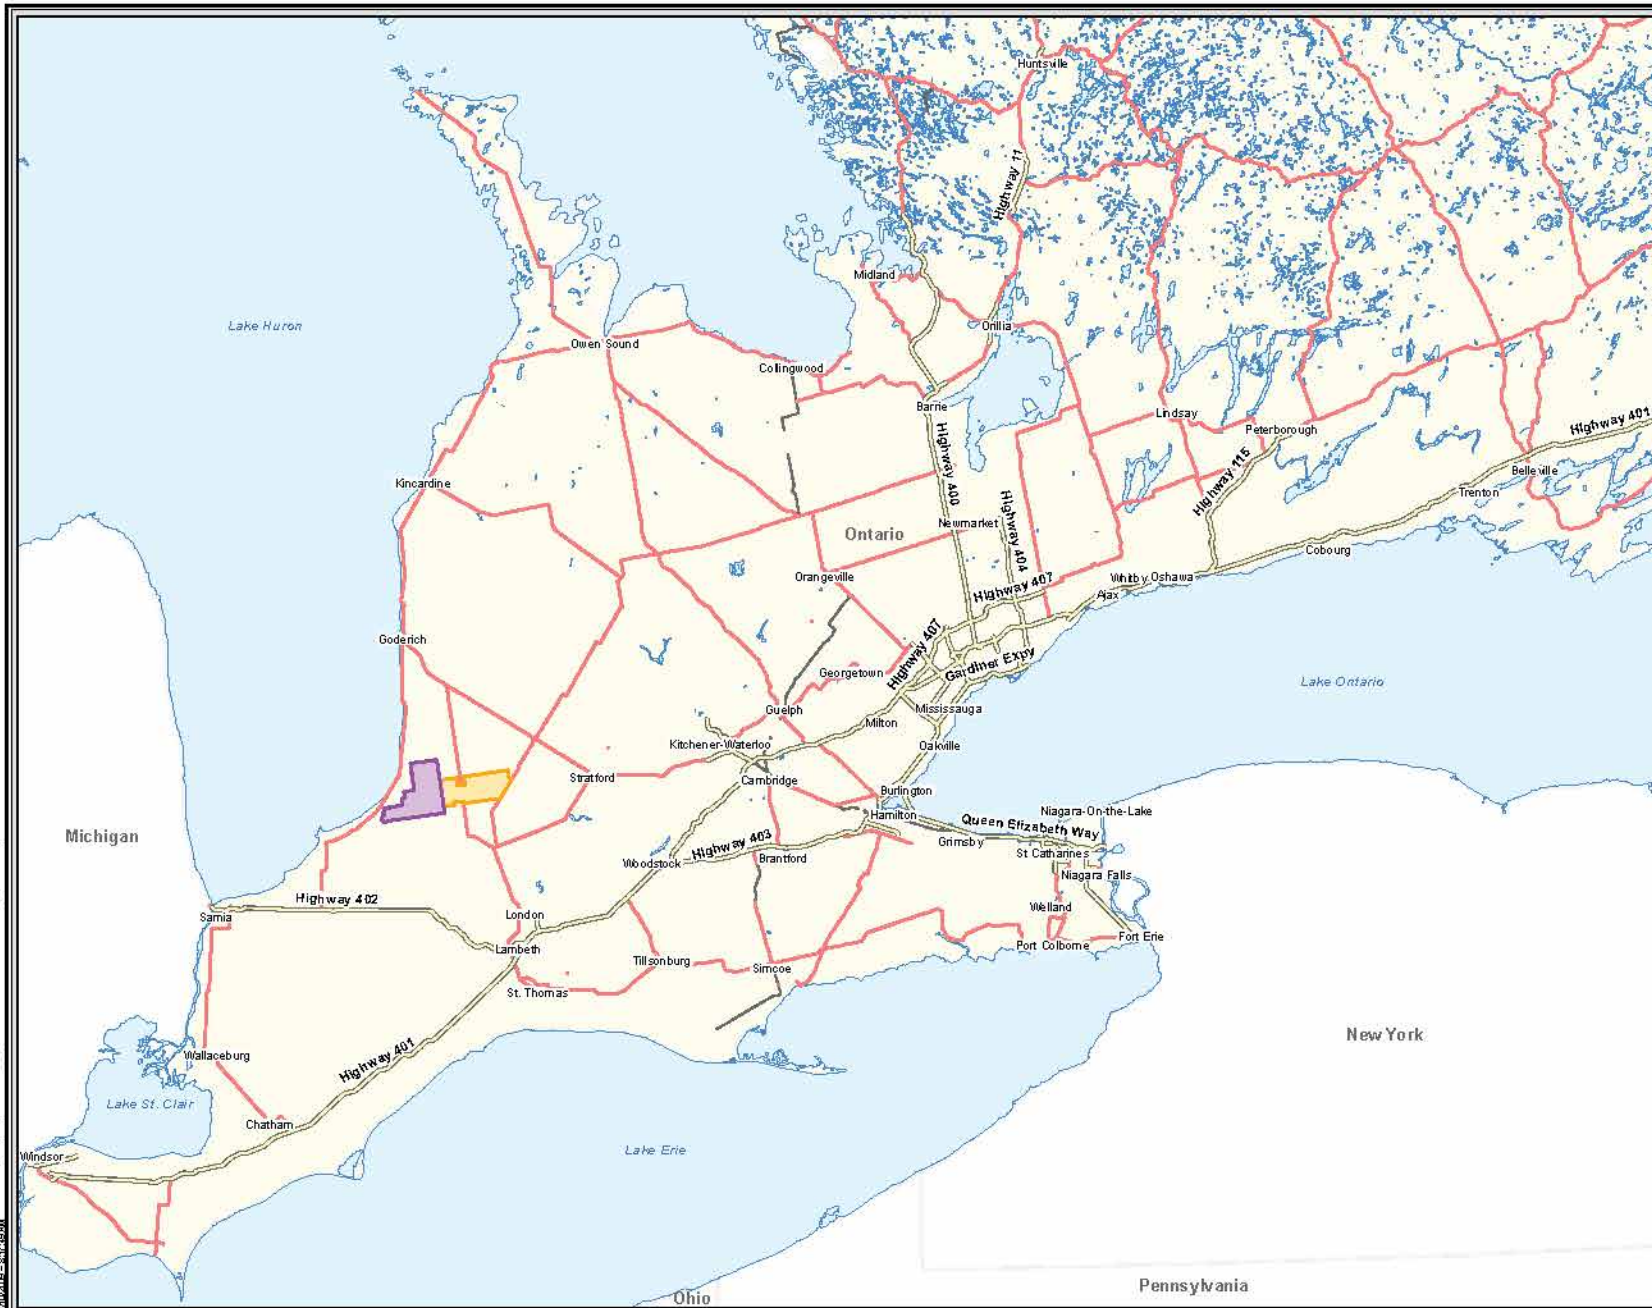 Huntsville
Highway 11
Midland
Lake Huron
Orillia
Owen Sound
Collingwood
Barrie
Lindsay
Highway 401
Peterborough
Belleville
Highway 400
Highway 115
Kincardine
Trenton
Highway 404
Newmarket
Ontario
Cobourg
Orangeville
Highway 407
Whitby
Oshawa
Ajax
Goderich
Highway 407
Gardiner Expy
Georgetown
Lake Ontario
Guelph
Mississauga
Milton
Kitchener-Waterloo
Oakville
Stratford
Cambridge
Burlington
Niagara-On-the-Lake
Hamilton
Queen Elizabeth Way
Michigan
Grimsby
Highway 403
St Catharines
Woodstock
Brantford
Niagara Falls
Highway 402
Welland
Sarnia
London
Fort Erie
Lambeth
Port Colborne
Tillsonburg
Simcoe
St. Thomas
New York
Wallaceburg
Highway 401
Lake St. Clair
Chatham
Lake Erie
Windsor
Pennsylvania
Ohio